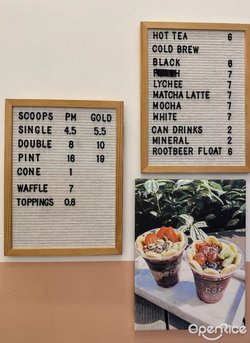 SCOOPS PM GOLD
SINGLE 4.5 5.5
DOUBLE 8 10
PINT 16 19
CONE 1
WAFFLE 7
TOPPINGS 0.8
HOT TEA 6
COLD BREW
BLACK 6
7
LYCHEE 7
MATCHA LATTE 7
MOCHA 7
WHITE 7
CAN DRINKS 2
MINERAL 2
ROOTBEER FLOAT 6
OpenRice